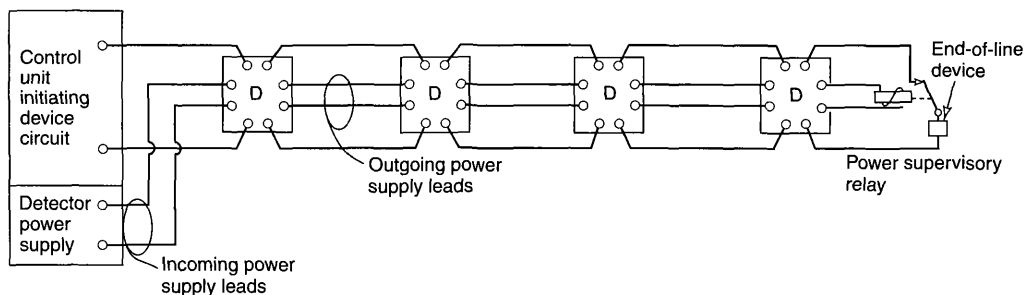 Control
unit
initiating
device
circuit
Detector
power
supply
Incoming power
supply leads
D
Outgoing power
supply leads
D
D
D
End-of-line
device
Power supervisory
relay